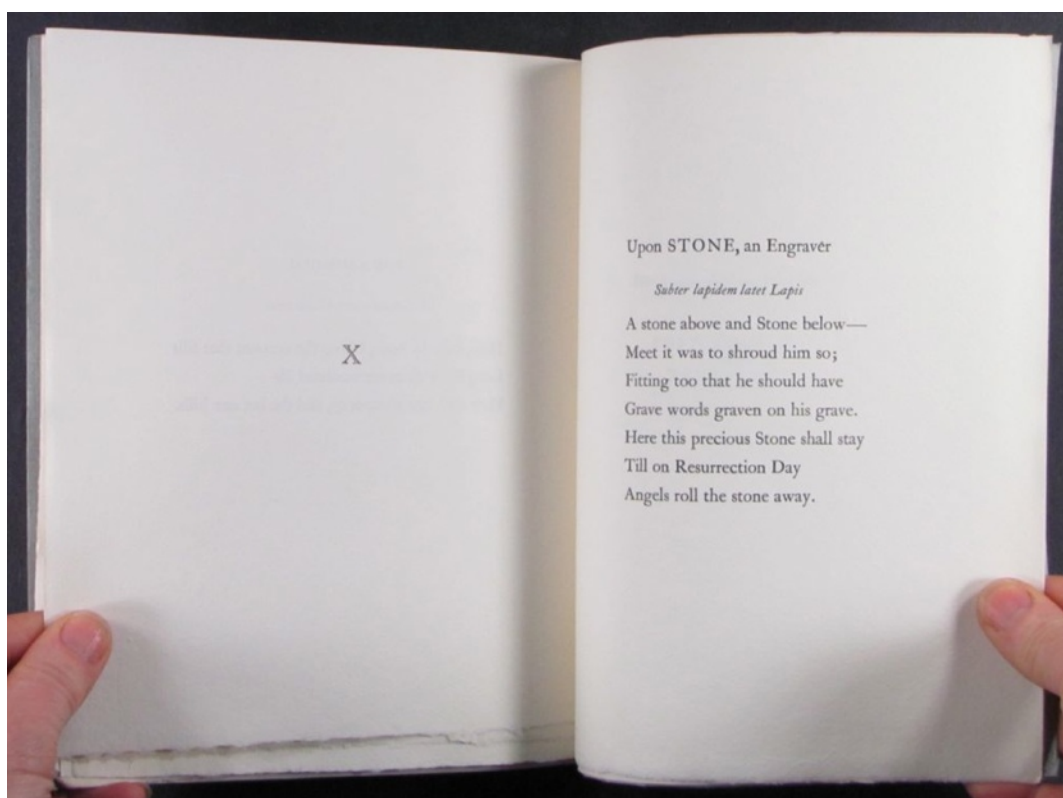 X
Upon STONE, an Engraver
Subter lapidem latet Lapis
A stone above and Stone below—
Meet it was to shroud him so;
Fitting too that he should have
Grave words graven on his grave.
Here this precious Stone shall stay
Till on Resurrection Day
Angels roll the stone away.